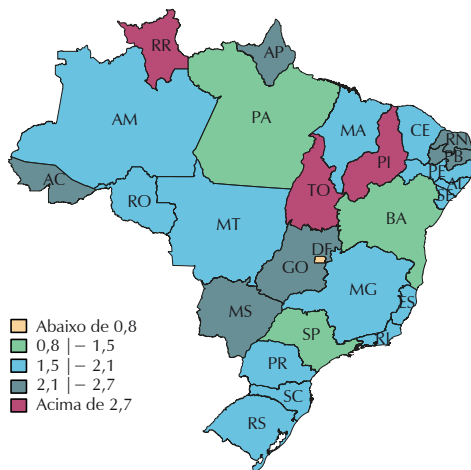 RR
AP
AM
PA
MA
CE
RN
PB
PE
AL
SE
PI
AC
TO
RO
BA
MT
DF
GO
MG
ES
MS
SP
RJ
PR
SC
RS
Abaixo de 0,8
0,8 |− 1,5
1,5 |− 2,1
2,1 |− 2,7
Acima de 2,7